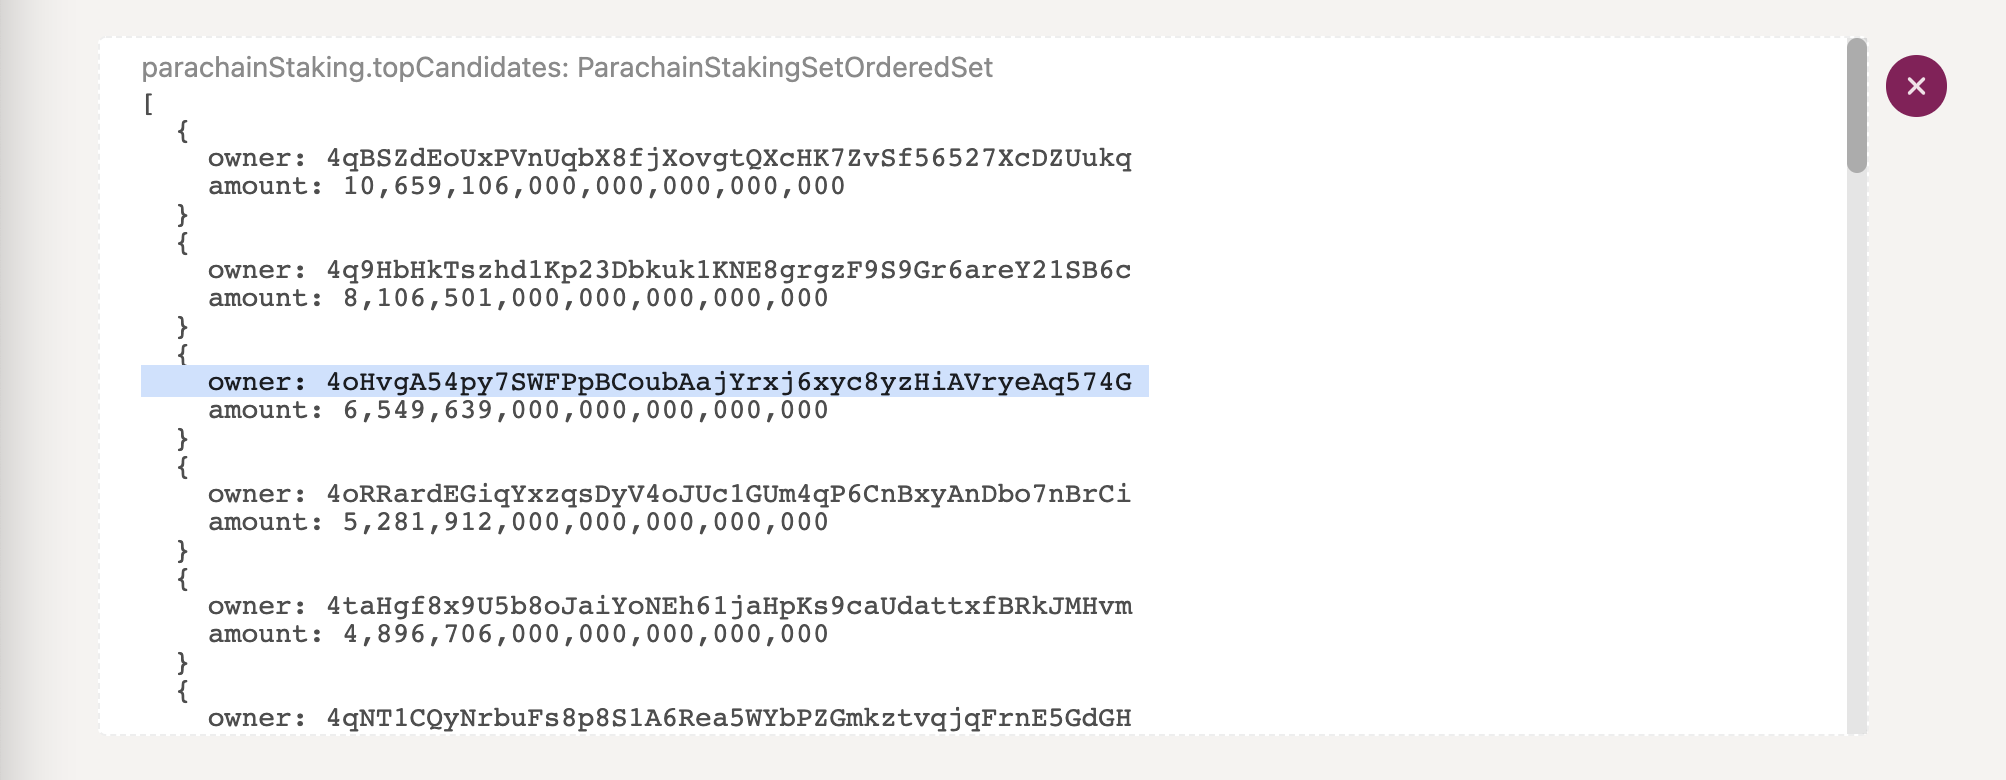 parachainStaking.topCandidates: ParachainStakingSetOrderedSet
[
{
owner: 4qBSZdEoUxPVnUqbX8fjXovgtQXcHK7ZvSf56527XcDZUukq
amount: 10,659,106,000,000,000,000,000
}
{
owner: 4q9HbHkTszhd1Kp23Dbkuk1KNE8grgzF9S9Gr6areY21SB6c
amount: 8,106,501,000,000,000,000,000
}
{
owner: 4oHvgA54py7SWFPpBCoubAajYrxj6xyc8yzHiAVryeAq574G
amount: 6,549,639,000,000,000,000,000
}
{
owner: 4oRRardEGiqYxzqsDyV4oJUc1GUm4qP6CnBxyAnDbo7nBrCi
amount: 5,281,912,000,000,000,000,000
}
{
owner: 4taHgf8x9U5b8oJaiYoNEh61jaHpKs9caUdattxfBRkJMHvm
amount: 4,896,706,000,000,000,000,000
}
{
owner: 4qNT1CQyNrbuFs8p8S1A6Rea5WYbPZGmkztvqjqFrnE5GdGH